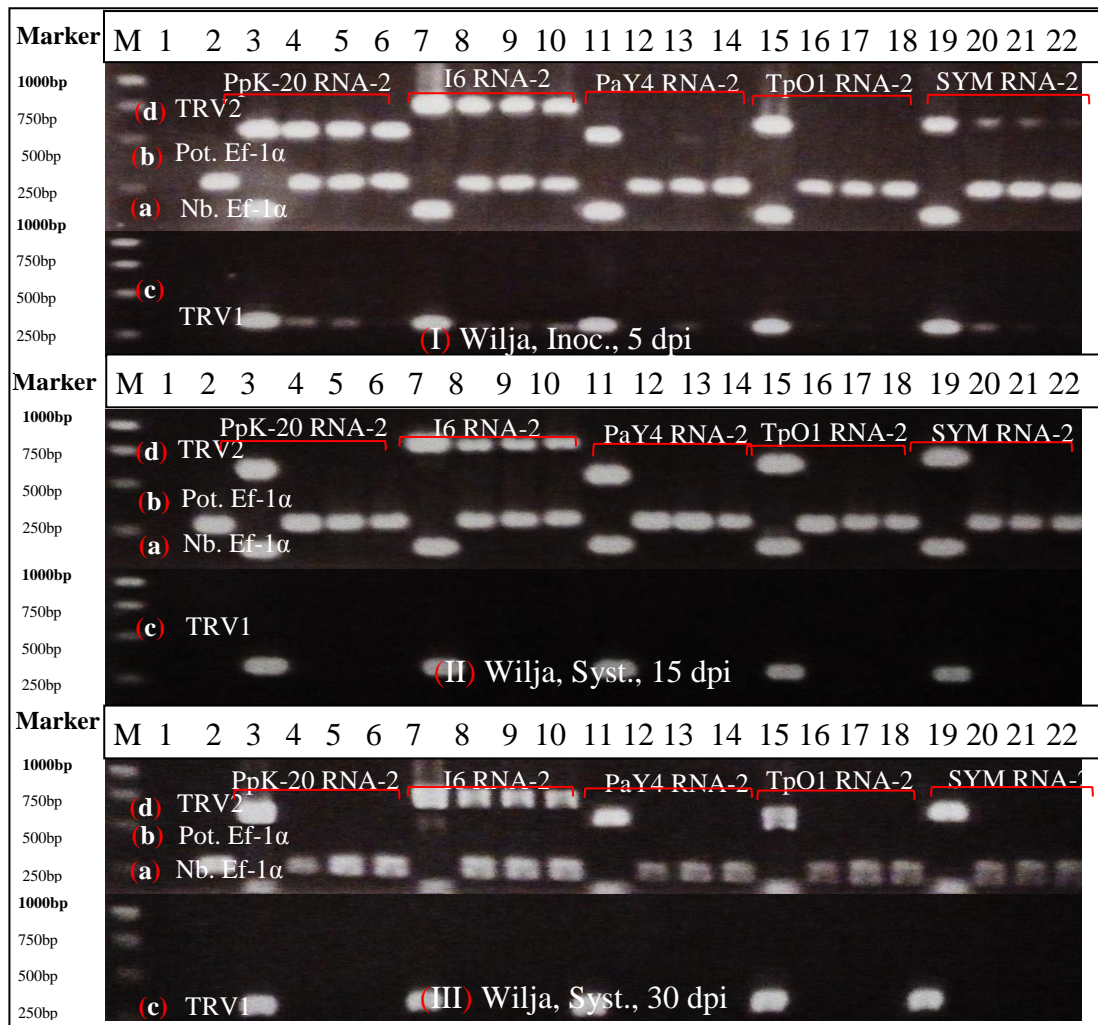 Marker M 1 2 3 4 5 6 7 8 9 10 11 12 13 14 15 16 17 18 19 20 21 22
1000bp
PpK-20 RNA-2 I6 RNA-2 PaY4 RNA-2 TpO1 RNA-2 SYM RNA-2
(d) TRV2
750bp
(b) Pot. Ef-1α
500bp
250bp
(a) Nb. Ef-1α
1000bp
750bp
(c)
500bp
TRV1
250bp
(I) Wilja, Inoc., 5 dpi
Marker M 1 2 3 4 5 6 7 8 9 10 11 12 13 14 15 16 17 18 19 20 21 22
1000bp
PpK-20 RNA-2 I6 RNA-2 PaY4 RNA-2 TpO1 RNA-2 SYM RNA-2
(d) TRV2
750bp
500bp
(b) Pot. Ef-1α
250bp
(a) Nb. Ef-1α
1000bp
750bp
(c) TRV1
500bp
250bp
(II) Wilja, Syst., 15 dpi
Marker M 1 2 3 4 5 6 7 8 9 10 11 12 13 14 15 16 17 18 19 20 21 22
1000bp
PpK-20 RNA-2 I6 RNA-2 PaY4 RNA-2 TpO1 RNA-2 SYM RNA-2
750bp
(d) TRV2
500bp
(b) Pot. Ef-1α
250bp
(a) Nb. Ef-1α
1000bp
750bp
500bp
250bp
(c) TRV1
(III) Wilja, Syst., 30 dpi